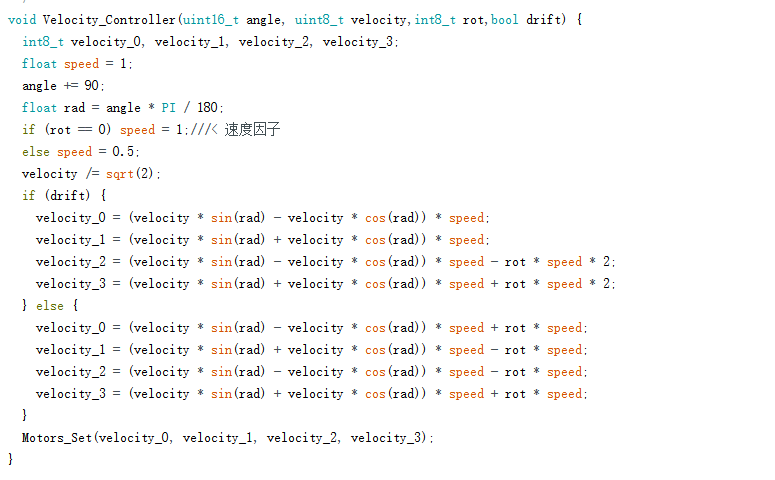 void Velocity_Controller(uint16_t angle, uint8_t velocity,int8_t rot,bool drift) {
  int8_t velocity_0, velocity_1, velocity_2, velocity_3;
  float speed = 1;
  angle += 90;
  float rad = angle * PI / 180;
  if (rot == 0) speed = 1;///< 速度因子
  else speed = 0.5;
  velocity /= sqrt(2);
  if (drift) {
    velocity_0 = (velocity * sin(rad) - velocity * cos(rad)) * speed;
    velocity_1 = (velocity * sin(rad) + velocity * cos(rad)) * speed;
    velocity_2 = (velocity * sin(rad) - velocity * cos(rad)) * speed - rot * speed * 2;
    velocity_3 = (velocity * sin(rad) + velocity * cos(rad)) * speed + rot * speed * 2;
  } else {
    velocity_0 = (velocity * sin(rad) - velocity * cos(rad)) * speed + rot * speed;
    velocity_1 = (velocity * sin(rad) + velocity * cos(rad)) * speed - rot * speed;
    velocity_2 = (velocity * sin(rad) - velocity * cos(rad)) * speed - rot * speed;
    velocity_3 = (velocity * sin(rad) + velocity * cos(rad)) * speed + rot * speed;
  }
  Motors_Set(velocity_0, velocity_1, velocity_2, velocity_3);
}